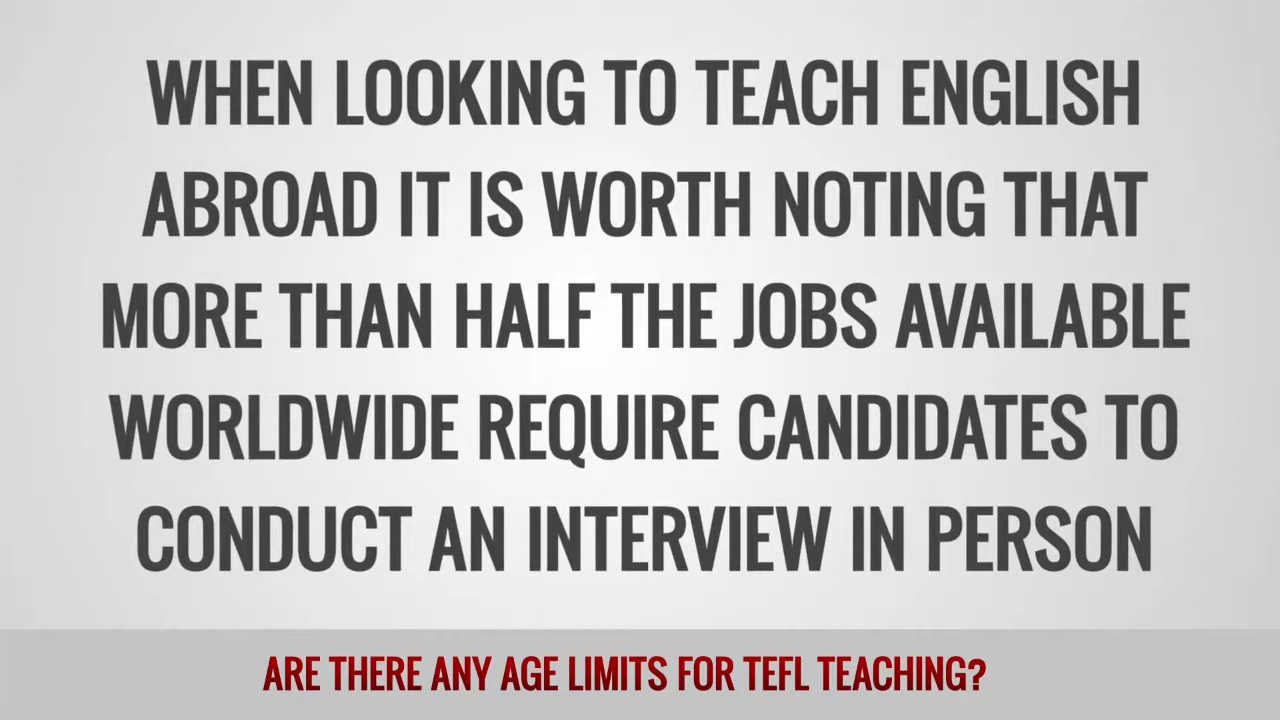 WHEN LOOKING TO TEACH ENGLISH
ABROAD IT IS WORTH NOTING THAT
MORE THAN HALF THE JOBS AVAILABLE
WORLDWIDE REQUIRE CANDIDATES TO
CONDUCT AN INTERVIEW IN PERSON
ARE THERE ANY AGE LIMITS FOR TEFL TEACHING?